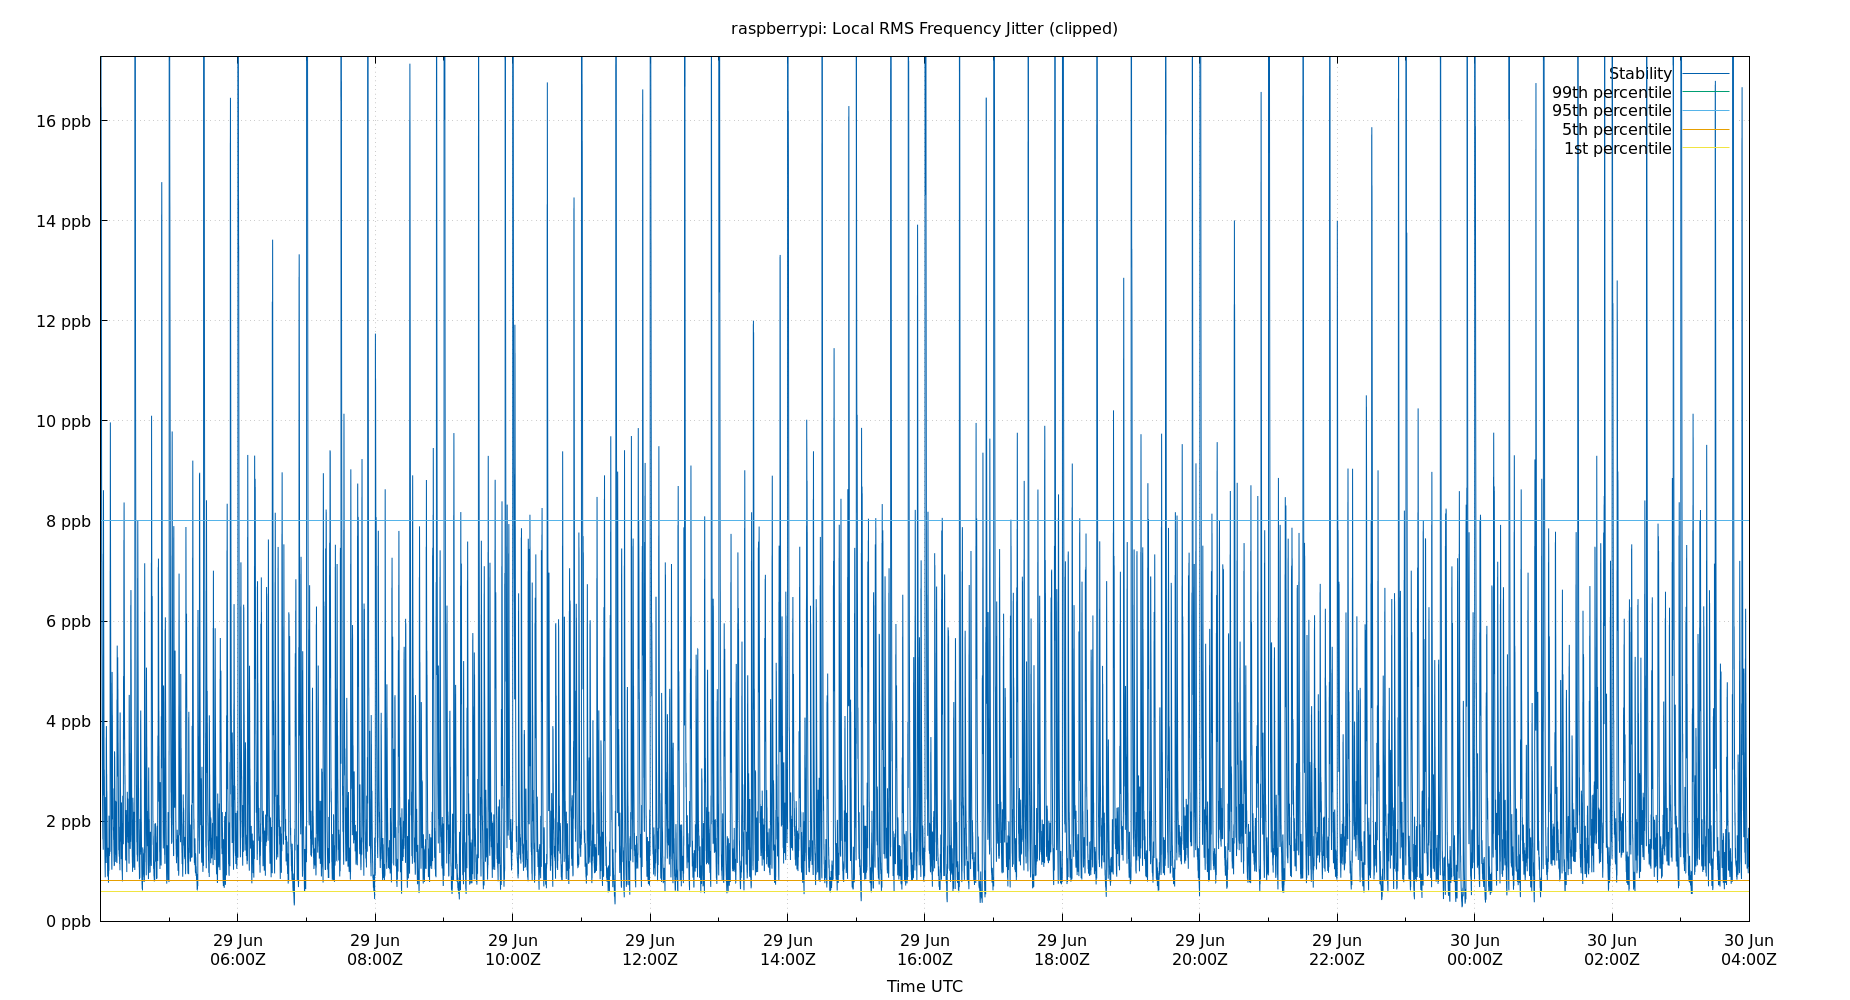 raspberrypi: Local RMS Frequency Jitter (clipped)
Stability
99th percentile
95th percentile
5th percentile
1st percentile
16 ppb
14 ppb
12 ppb
10 ppb
8 ppb
6 ppb
4 ppb
2 ppb
0 ppb
29 Jun 29 Jun 29 Jun 29 Jun 29 Jun 29 Jun 29 Jun 29 Jun 29 Jun 30 Jun 30 Jun 30 Jun
06:00Z 08:00Z 10:00Z 12:00Z 14:00Z 16:00Z 18:00Z 20:00Z 22:00Z 00:00Z 02:00Z 04:00Z
Time UTC